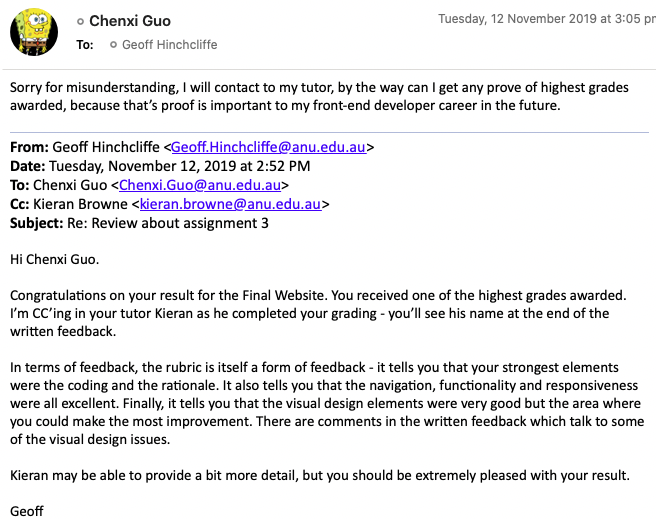 Chenxi Guo
Tuesday, 12 November 2019 at 3:05 pm
To: Geoff Hinchcliffe
Sorry for misunderstanding, I will contact to my tutor, by the way can I get any prove of highest grades
awarded, because that's proof is important to my front-end developer career in the future.
From: Geoff Hinchcliffe <Geoff.Hinchcliffe@anu.edu.au>
Date: Tuesday, November 12, 2019 at 2:52 PM
To: Chenxi Guo <Chenxi.Guo@anu.edu.au>
Cc: Kieran Browne <kieran.browne@anu.edu.au>
Subject: Re: Review about assignment 3
Hi Chenxi Guo.
Congratulations on your result for the Final Website. You received one of the highest grades awarded.
I'm CC'ing in your tutor Kieran as he completed your grading - you'll see his name at the end of the
written feedback.
In terms of feedback, the rubric is itself a form of feedback - it tells you that your strongest elements
were the coding and the rationale. It also tells you that the navigation, functionality and responsiveness
were all excellent. Finally, it tells you that the visual design elements were very good but the area where
you could make the most improvement. There are comments in the written feedback which talk to some
of the visual design issues.
Kieran may be able to provide a bit more detail, but you should be extremely pleased with your result.
Geoff